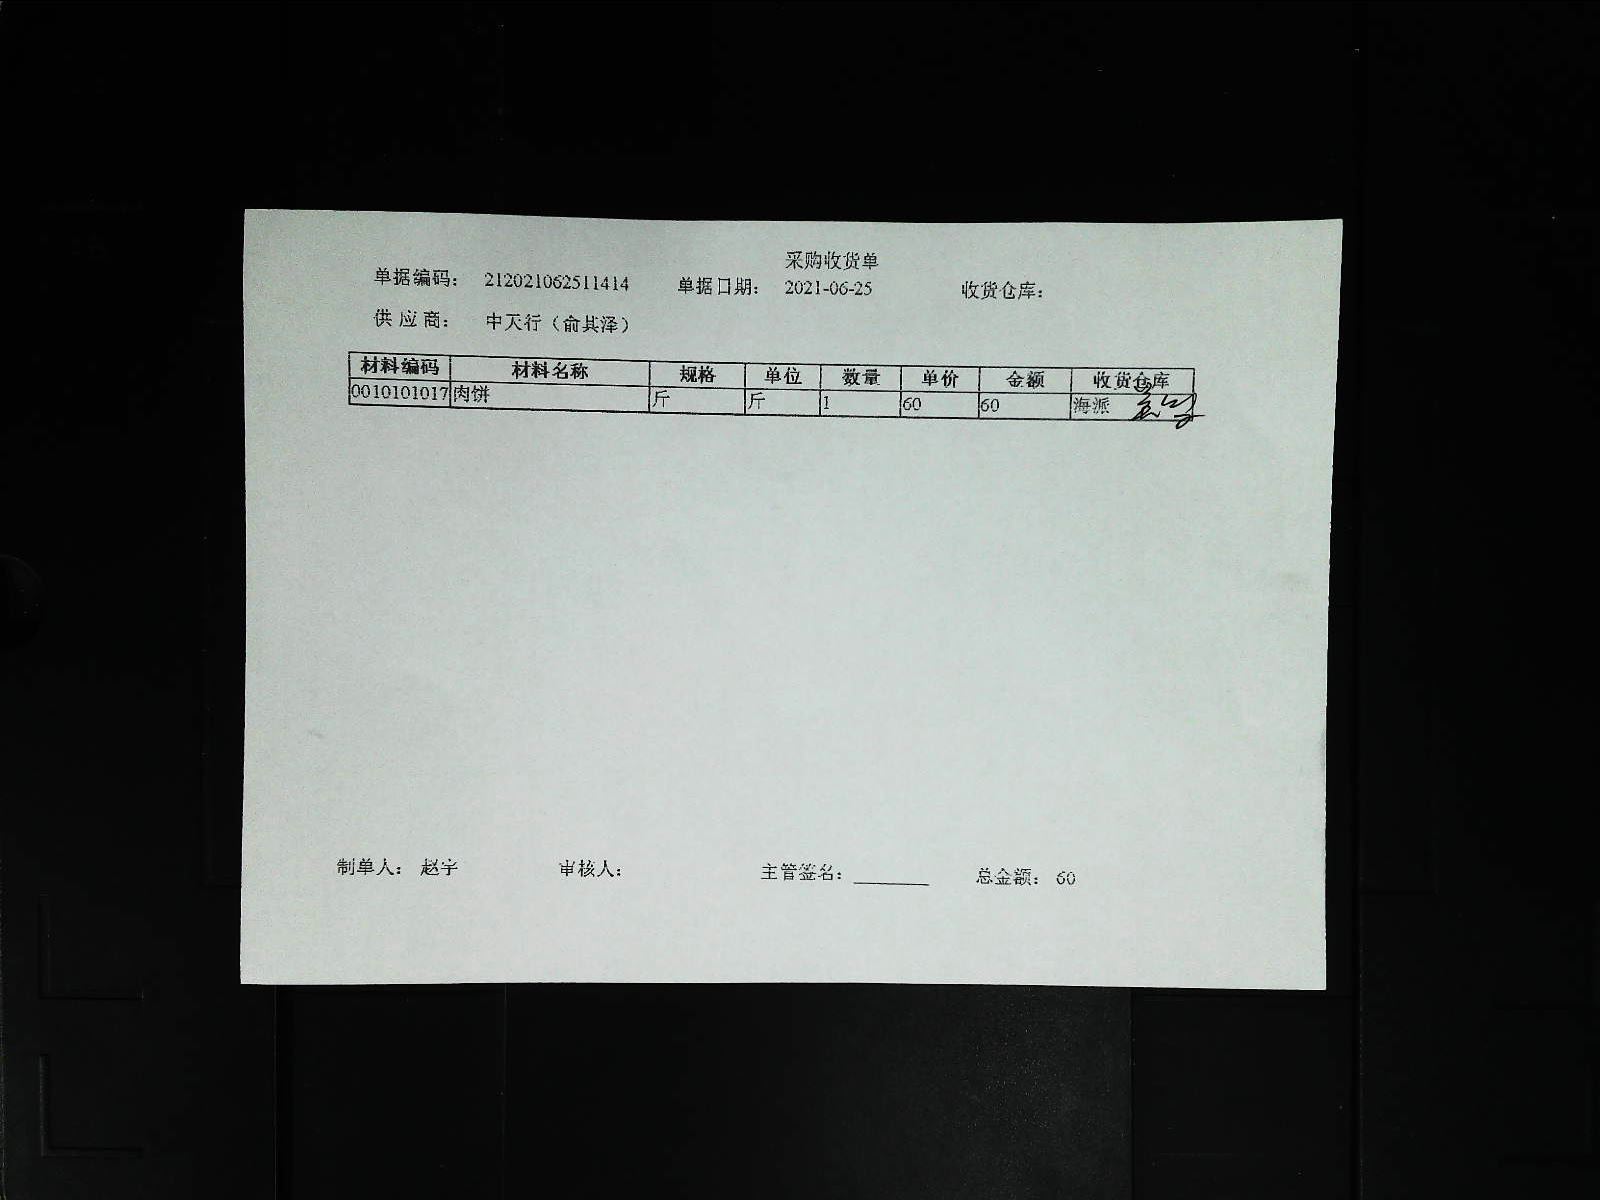 采购收货单
单据编码： 212021062511414 单据日期： 2021-06-25 收货仓库：
供 应 商： 中天行（俞其泽）
材料编码 材料名称 规格 单位 数量 单价 金额 收货仓库
0010101017 肉饼 斤 斤 1 60 60 海派
制单人： 赵宇 审核人： 主管签名： 总金额： 60